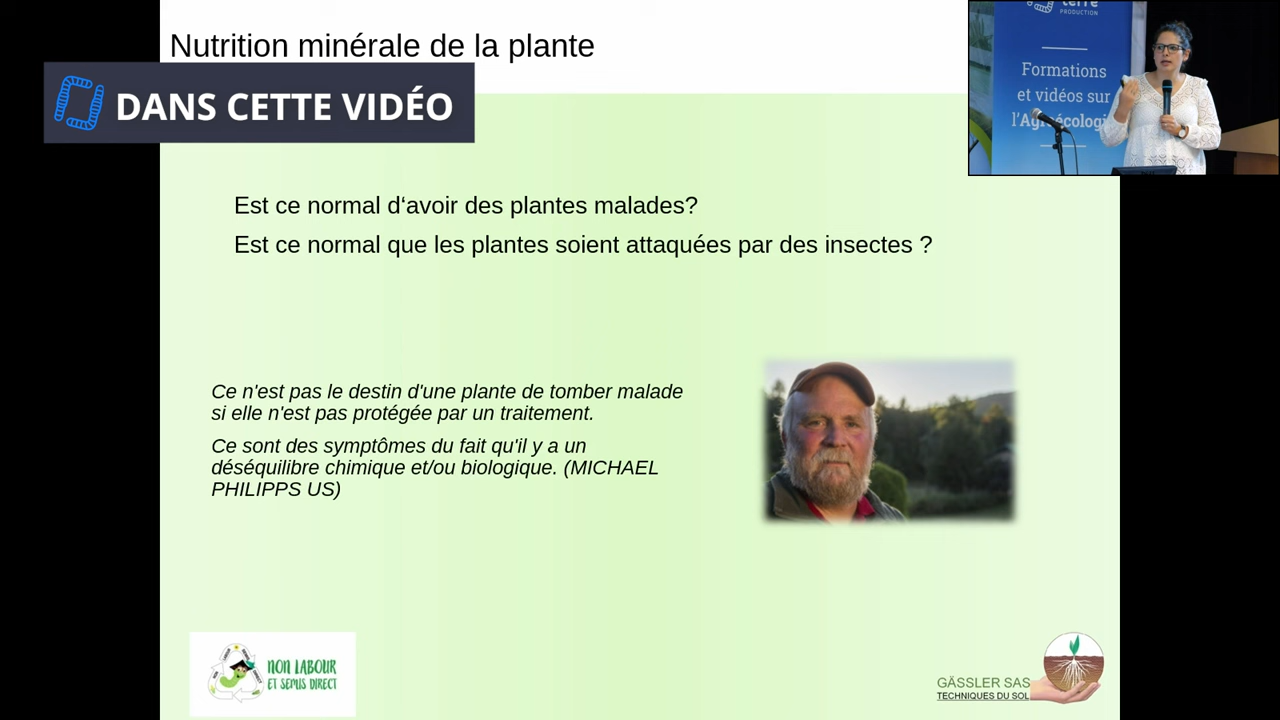 Nutrition minérale de la plante
DANS CETTE VIDÉO
terre
PRODUCTION
Formations
et vidéos sur
l'Agroécologi
Est ce normal d‘avoir des plantes malades?
Est ce normal que les plantes soient attaquées par des insectes ?
Ce n'est pas le destin d'une plante de tomber malade
si elle n'est pas protégée par un traitement.
Ce sont des symptômes du fait qu'il y a un
déséquilibre chimique et/ou biologique. (MICHAEL
PHILIPPS US)
NON LABOUR
ET SEMIS DIRECT
GÄSSLER SAS
TECHNIQUES DU SOL